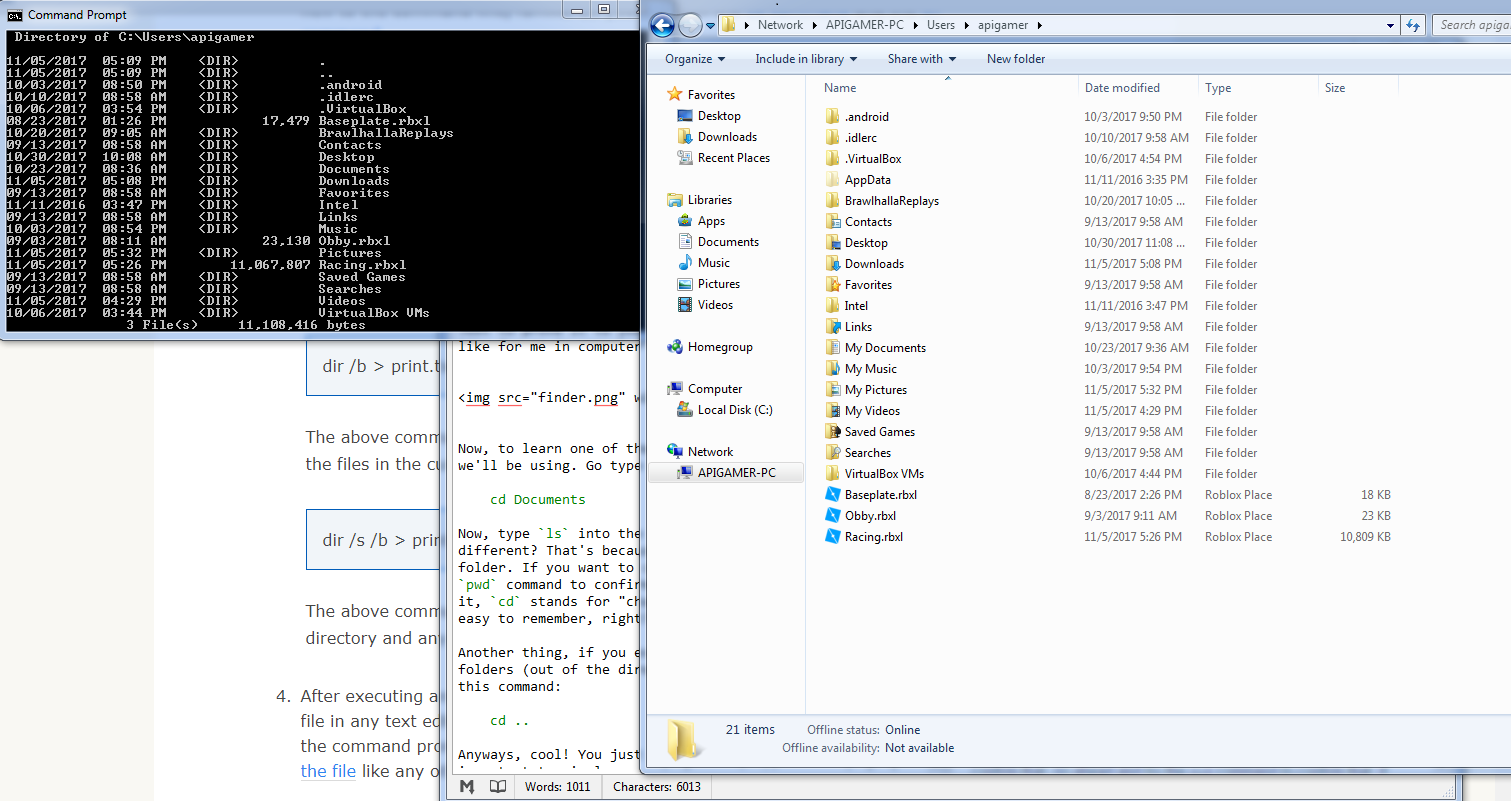 Command Prompt
Directory of C:\Users\apigamer
11/05/2017 05:09 PM <DIR> .
11/05/2017 05:09 PM <DIR> ..
10/03/2017 08:50 PM <DIR> .android
10/10/2017 08:58 AM <DIR> .idlerc
10/06/2017 03:54 PM <DIR> .VirtualBox
08/23/2017 01:26 PM 17,479 Baseplate.rbxl
10/20/2017 09:05 AM <DIR> BrawlhallaReplays
09/13/2017 08:58 AM <DIR> Contacts
10/30/2017 10:08 AM <DIR> Desktop
10/23/2017 08:36 AM <DIR> Documents
11/05/2017 05:08 PM <DIR> Downloads
09/13/2017 08:58 AM <DIR> Favorites
11/11/2016 03:47 PM <DIR> Intel
09/13/2017 08:58 AM <DIR> Links
10/03/2017 08:54 PM <DIR> Music
09/03/2017 08:11 AM 23,130 Obby.rbxl
11/05/2017 05:32 PM <DIR> Pictures
11/05/2017 05:26 PM 11,067,807 Racing.rbxl
09/13/2017 08:58 AM <DIR> Saved Games
09/13/2017 08:58 AM <DIR> Searches
11/05/2017 04:29 PM <DIR> Videos
10/06/2017 03:44 PM <DIR> VirtualBox VMs
3 File(s) 11,108,416 bytes
dir /b > print.t
The above comm
the files in the cu
dir /s /b > prin
The above comm
directory and an
4. After executing a
file in any text ed
the command pro
the file like any o
like for me in computer
<img src="finder.png" w
Now, to learn one of th
we'll be using. Go type
cd Documents
Now, type `ls` into the
different? That's becau
folder. If you want to
`pwd` command to confir
it, `cd` stands for "ch
easy to remember, right
Another thing, if you e
folders (out of the dir
this command:
cd ..
Anyways, cool! You just
Words: 1011 Characters: 6013
Network APIGAMER-PC Users apigamer
Search apiga
Organize Include in library Share with New folder
Favorites
Desktop
Downloads
Recent Places
Libraries
Apps
Documents
Music
Pictures
Videos
Homegroup
Computer
Local Disk (C:)
Network
APIGAMER-PC
Name Date modified Type Size
.android 10/3/2017 9:50 PM File folder
.idlerc 10/10/2017 9:58 AM File folder
.VirtualBox 10/6/2017 4:54 PM File folder
AppData 11/11/2016 3:35 PM File folder
BrawlhallaReplays 10/20/2017 10:05 ... File folder
Contacts 9/13/2017 9:58 AM File folder
Desktop 10/30/2017 11:08 ... File folder
Downloads 11/5/2017 5:08 PM File folder
Favorites 9/13/2017 9:58 AM File folder
Intel 11/11/2016 3:47 PM File folder
Links 9/13/2017 9:58 AM File folder
My Documents 10/23/2017 9:36 AM File folder
My Music 10/3/2017 9:54 PM File folder
My Pictures 11/5/2017 5:32 PM File folder
My Videos 11/5/2017 4:29 PM File folder
Saved Games 9/13/2017 9:58 AM File folder
Searches 9/13/2017 9:58 AM File folder
VirtualBox VMs 10/6/2017 4:44 PM File folder
Baseplate.rbxl 8/23/2017 2:26 PM Roblox Place 18 KB
Obby.rbxl 9/3/2017 9:11 AM Roblox Place 23 KB
Racing.rbxl 11/5/2017 5:26 PM Roblox Place 10,809 KB
21 items Offline status: Online
Offline availability: Not available